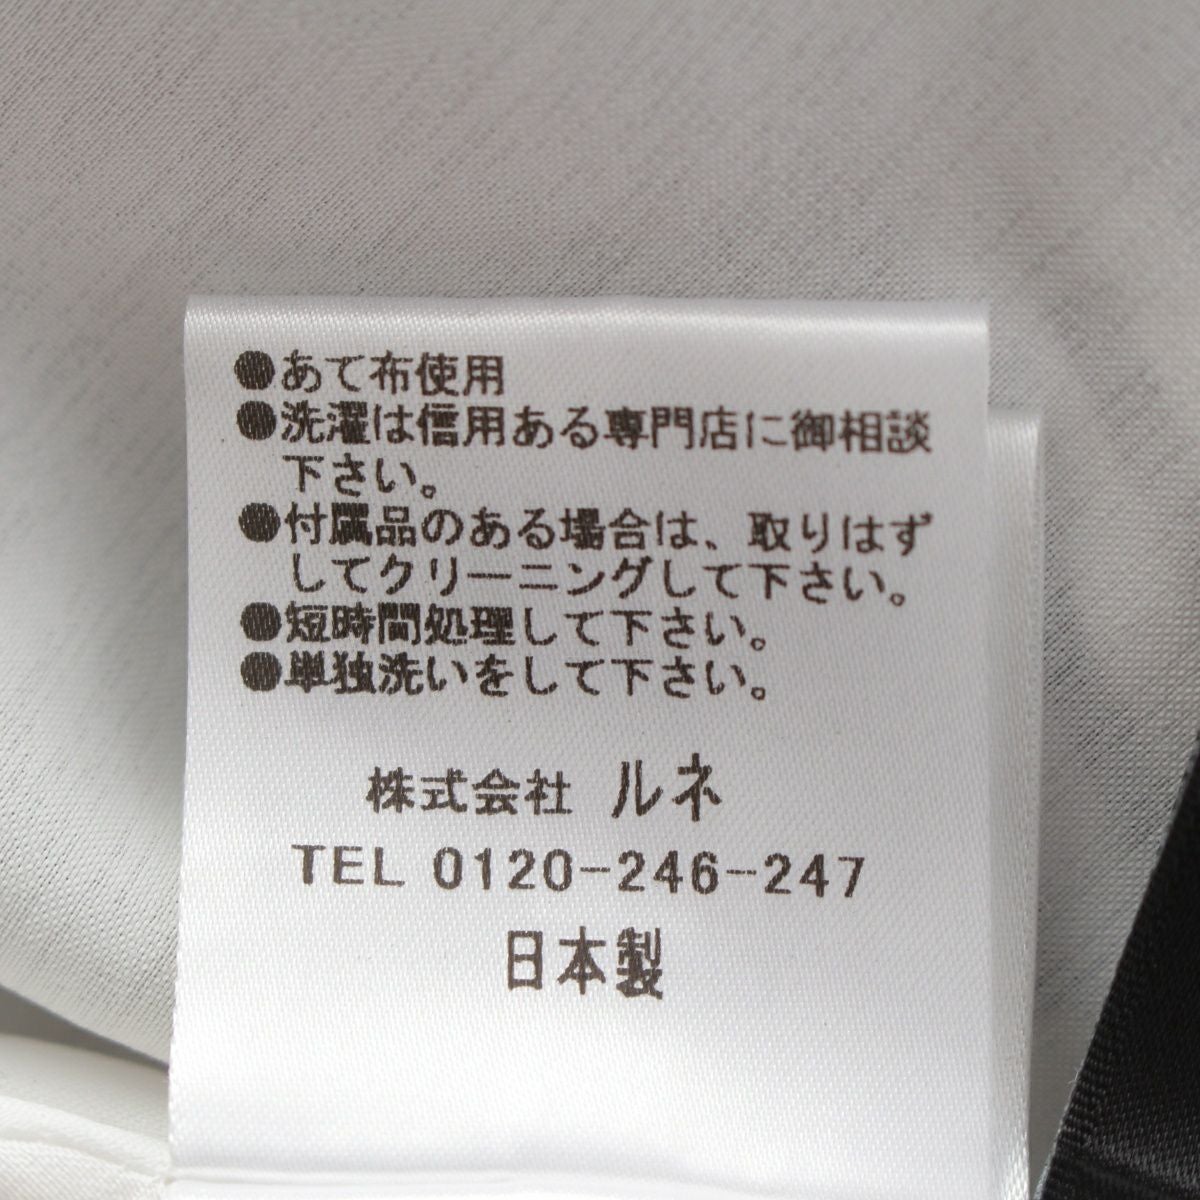 ●あて布使用
●洗濯は信用ある専門店に御相談
下さい。
●付属品のある場合は、取りはず
してクリーニングして下さい。
●短時間処理して下さい。
●単独洗いをして下さい。
株式会社 ルネ
TEL 0120-246-247
日本製